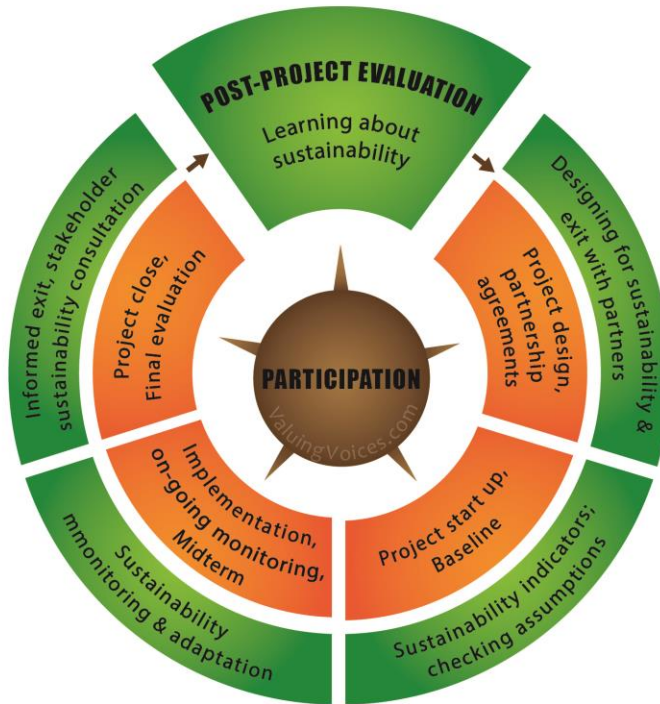 POST-PROJECT EVALUATION
Learning about
sustainability
Designing for sustainability &
exit with partners
Project design,
partnership
agreements
Sustainability indicators;
checking assumptions
Project start up,
Baseline
Implementation,
on-going monitoring,
Midterm
Sustainability
mmonitoring & adaptation
Project close,
Final evaluation
Informed exit, stakeholder
sustainability consultation
PARTICIPATION
ValuingVoices.com